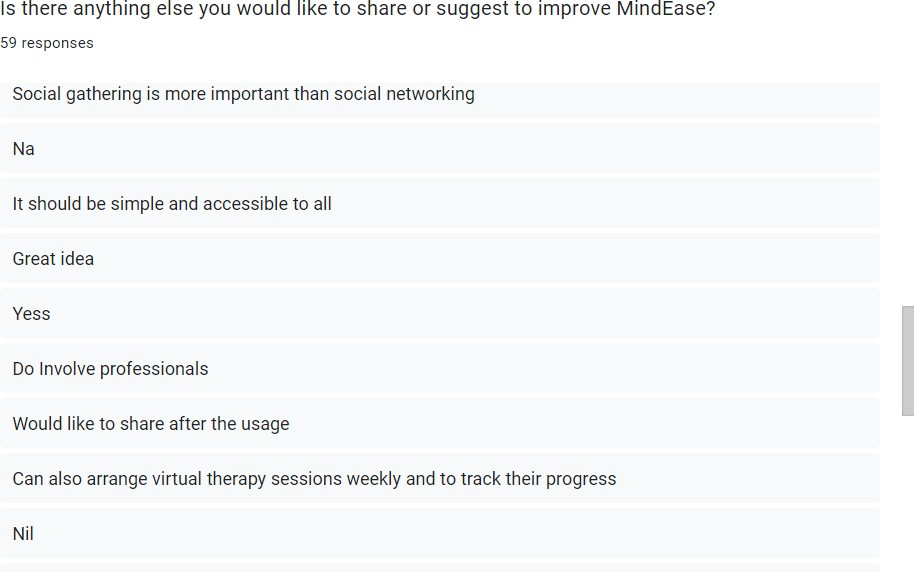 Is there anything else you would like to share or suggest to improve MindEase?
59 responses
Social gathering is more important than social networking
Na
It should be simple and accessible to all
Great idea
Yess
Do Involve professionals
Would like to share after the usage
Can also arrange virtual therapy sessions weekly and to track their progress
Nil